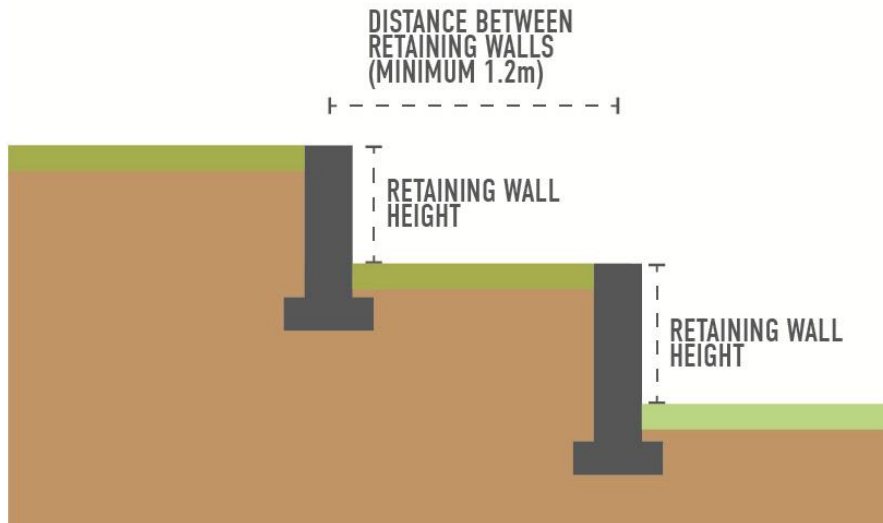 DISTANCE BETWEEN
RETAINING WALLS
(MINIMUM 1.2m)
RETAINING WALL
HEIGHT
RETAINING WALL
HEIGHT